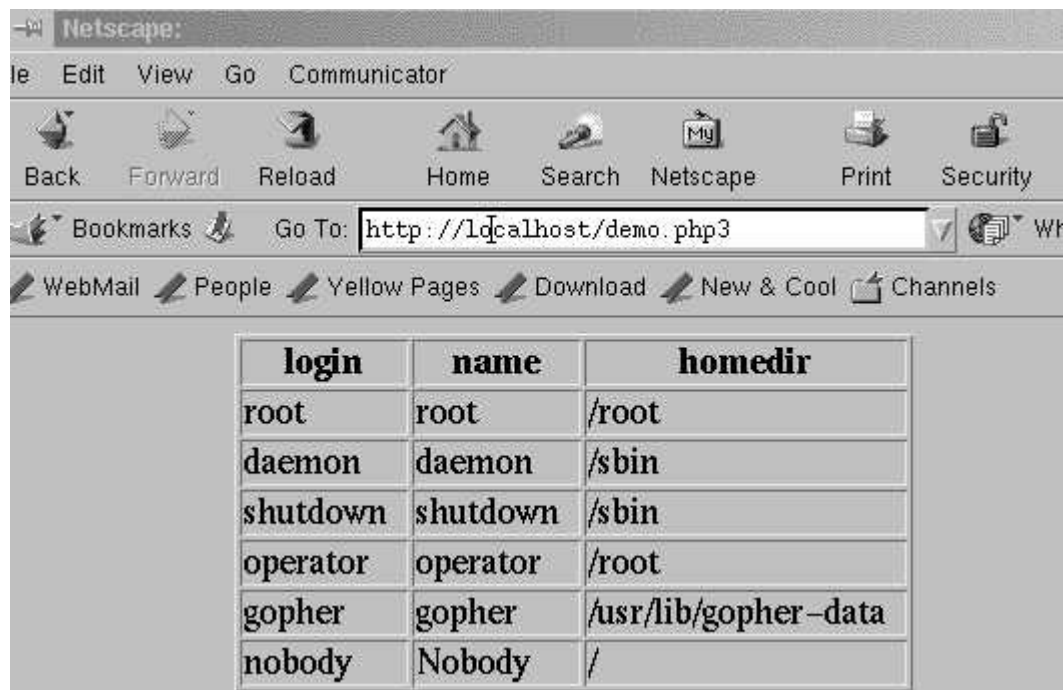 Netscape:
le Edit View Go Communicator
Back Forward Reload Home Search Netscape Print Security
My
Bookmarks Go To: http://localhost/demo.php3 Wh
WebMail People Yellow Pages Download New & Cool Channels
login name homedir
root root /root
daemon daemon /sbin
shutdown shutdown /sbin
operator operator /root
gopher gopher /usr/lib/gopher-data
nobody Nobody /